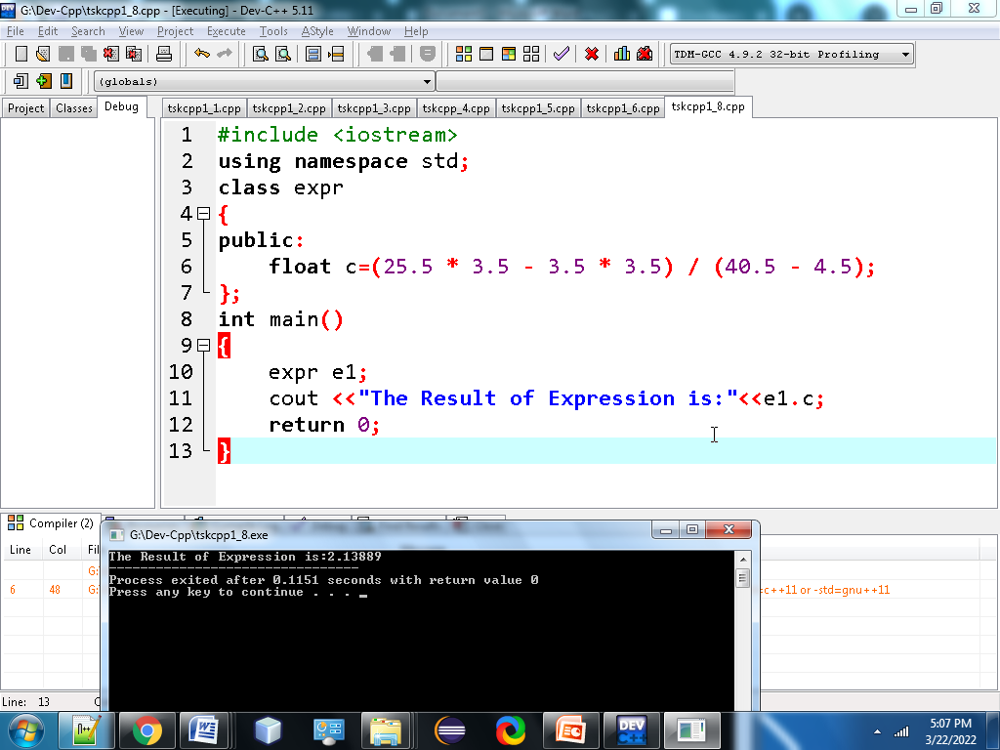 G:\Dev-Cpp\tskcpp1_8.cpp - [Executing] - Dev-C++ 5.11
File Edit Search View Project Execute Tools AStyle Window Help
TDM-GCC 4.9.2 32-bit Profiling
(globals)
Project Classes Debug
tskcpp1_1.cpp tskcpp1_2.cpp tskcpp1_3.cpp tskcpp_4.cpp tskcpp1_5.cpp tskcpp1_6.cpp tskcpp1_8.cpp
1 #include <iostream>
2 using namespace std;
3 class expr
4 {
5 public:
6 float c=(25.5 * 3.5 - 3.5 * 3.5) / (40.5 - 4.5);
7 };
8 int main()
9 {
10 expr e1;
11 cout <<"The Result of Expression is:"<<e1.c;
12 return 0;
13 }
Compiler (2)
Line Col
6 48 =c++11 or -std=gnu++11
G:\Dev-Cpp\tskcpp1_8.exe
The Result of Expression is:2.13889
--------------------------------
Process exited after 0.1151 seconds with return value 0
Press any key to continue . . . _
Line: 13
DEV C++
5:07 PM
3/22/2022